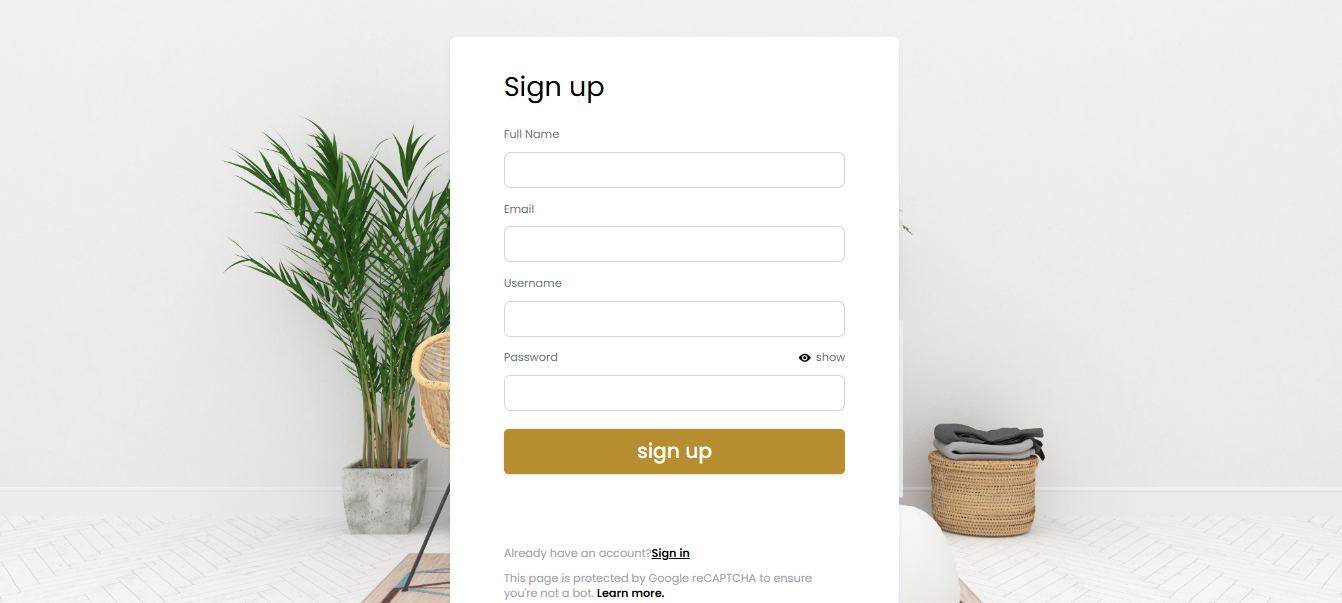 Sign up
Full Name
Email
Username
Password show
sign up
Already have an account?Sign in
This page is protected by Google reCAPTCHA to ensure
you're not a bot. Learn more.